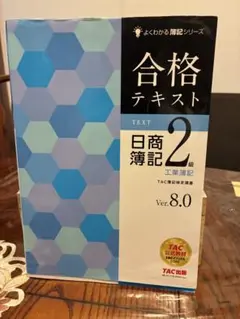 よくわかる簿記シリーズ
合格
テキスト
TEXT
日商
簿記
2級
工業簿記
TAC簿記検定講座
Ver.8.0
TAC
TAC出版